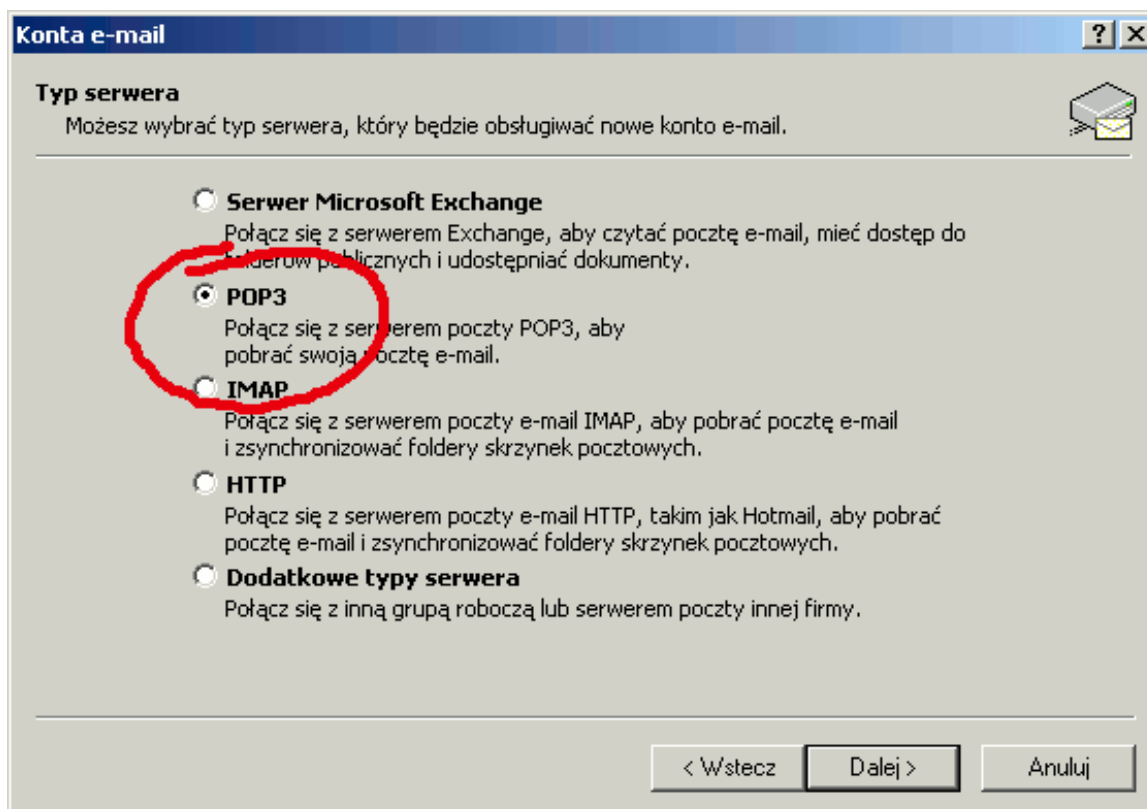 Konta e-mail
Typ serwera
Możesz wybrać typ serwera, który będzie obsługiwać nowe konto e-mail.
Serwer Microsoft Exchange
Połącz się z serwerem Exchange, aby czytać pocztę e-mail, mieć dostęp do
folderów publicznych i udostępniać dokumenty.
POP3
Połącz się z serwerem poczty POP3, aby
pobrać swoją pocztę e-mail.
IMAP
Połącz się z serwerem poczty e-mail IMAP, aby pobrać pocztę e-mail
i zsynchronizować foldery skrzynek pocztowych.
HTTP
Połącz się z serwerem poczty e-mail HTTP, takim jak Hotmail, aby pobrać
pocztę e-mail i zsynchronizować foldery skrzynek pocztowych.
Dodatkowe typy serwera
Połącz się z inną grupą roboczą lub serwerem poczty innej firmy.
< Wstecz Dalej > Anuluj